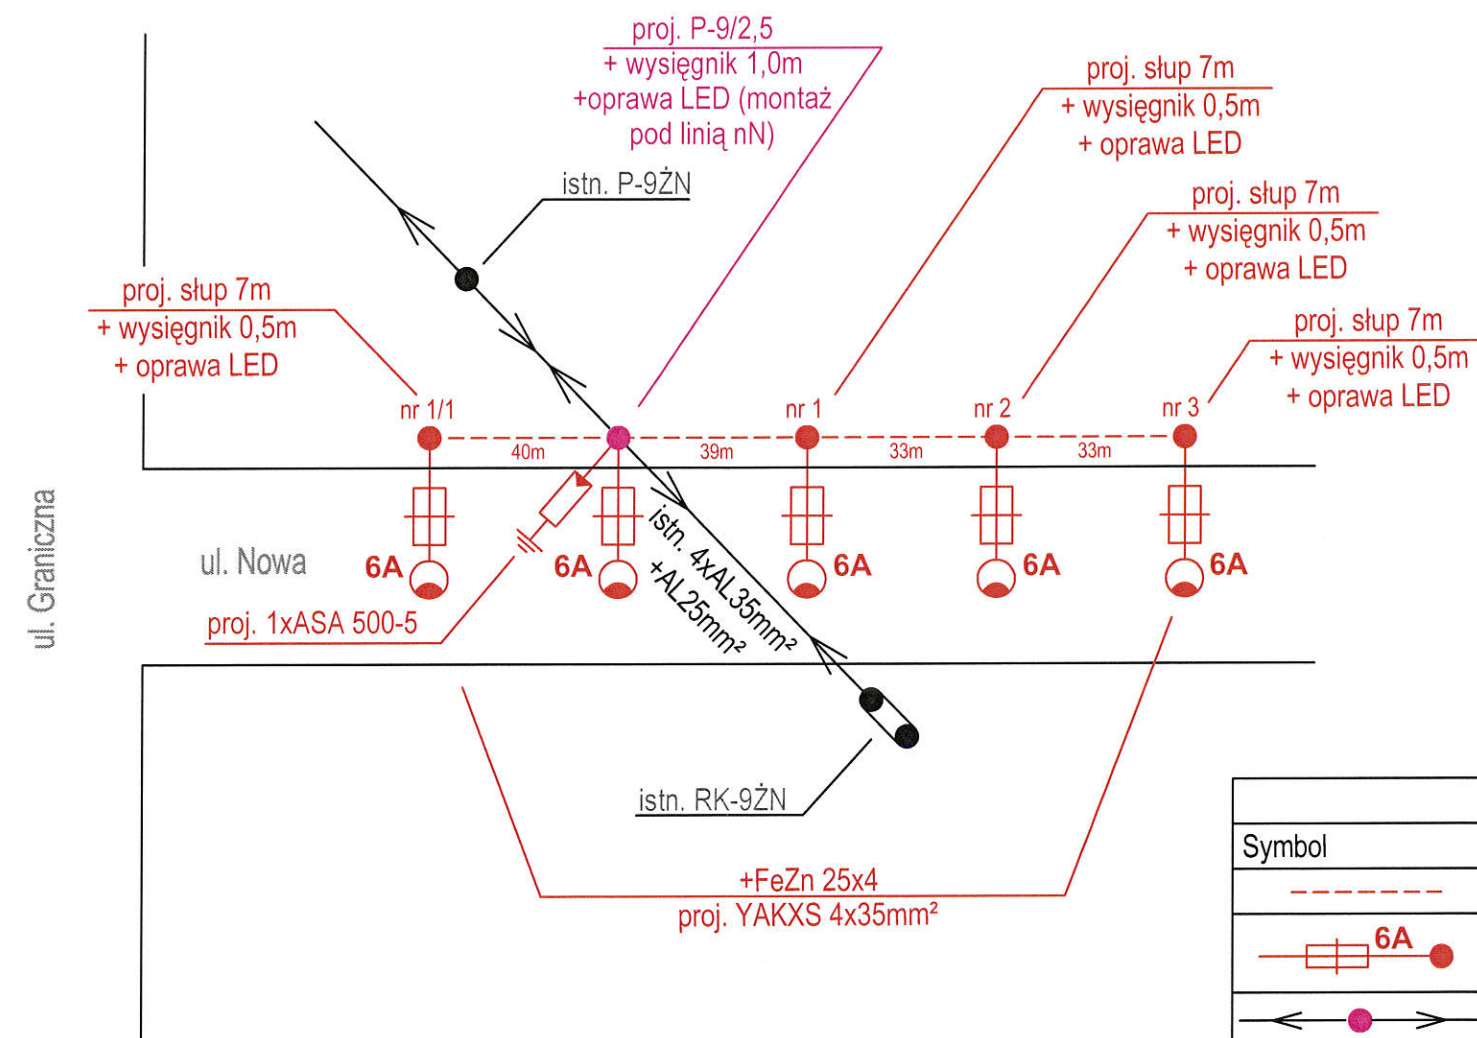 proj. P-9/2,5
+ wysięgnik 1,0m
+oprawa LED (montaż
pod linią nN)
proj. słup 7m
+ wysięgnik 0,5m
+ oprawa LED
istn. P-9ŻN
proj. słup 7m
+ wysięgnik 0,5m
+ oprawa LED
proj. słup 7m
+ wysięgnik 0,5m
+ oprawa LED
proj. słup 7m
+ wysięgnik 0,5m
+ oprawa LED
nr 1/1
nr 1
nr 2
nr 3
40m
39m
33m
33m
ul. Graniczna
ul. Nowa
6A
6A
6A
6A
6A
istn. 4xAL35mm²
+AL25mm²
proj. 1xASA 500-5
istn. RK-9ŻN
+FeZn 25x4
proj. YAKXS 4x35mm²
Symbol
6A